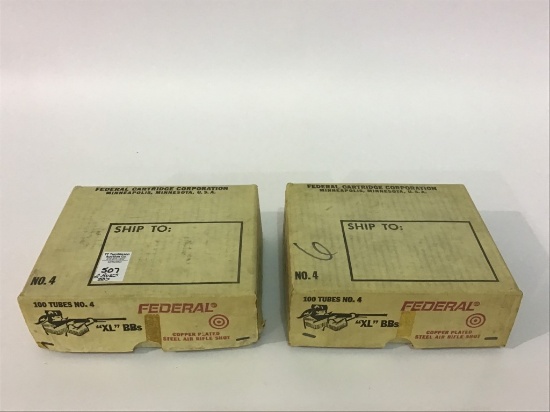 FEDERAL CARTRIDGE CORPORATION
MINNEAPOLIS, MINNESOTA, U.S.A.
SHIP TO:
507
NO. 4
100 TUBES NO. 4
FEDERAL
"XL" BBs
COPPER PLATED
STEEL AIR RIFLE SHOT
FEDERAL CARTRIDGE CORPORATION
MINNEAPOLIS, MINNESOTA, U.S.A.
SHIP TO:
6
NO. 4
100 TUBES NO. 4
FEDERAL
"XL" BBs
COPPER PLATED
STEEL AIR RIFLE SHOT